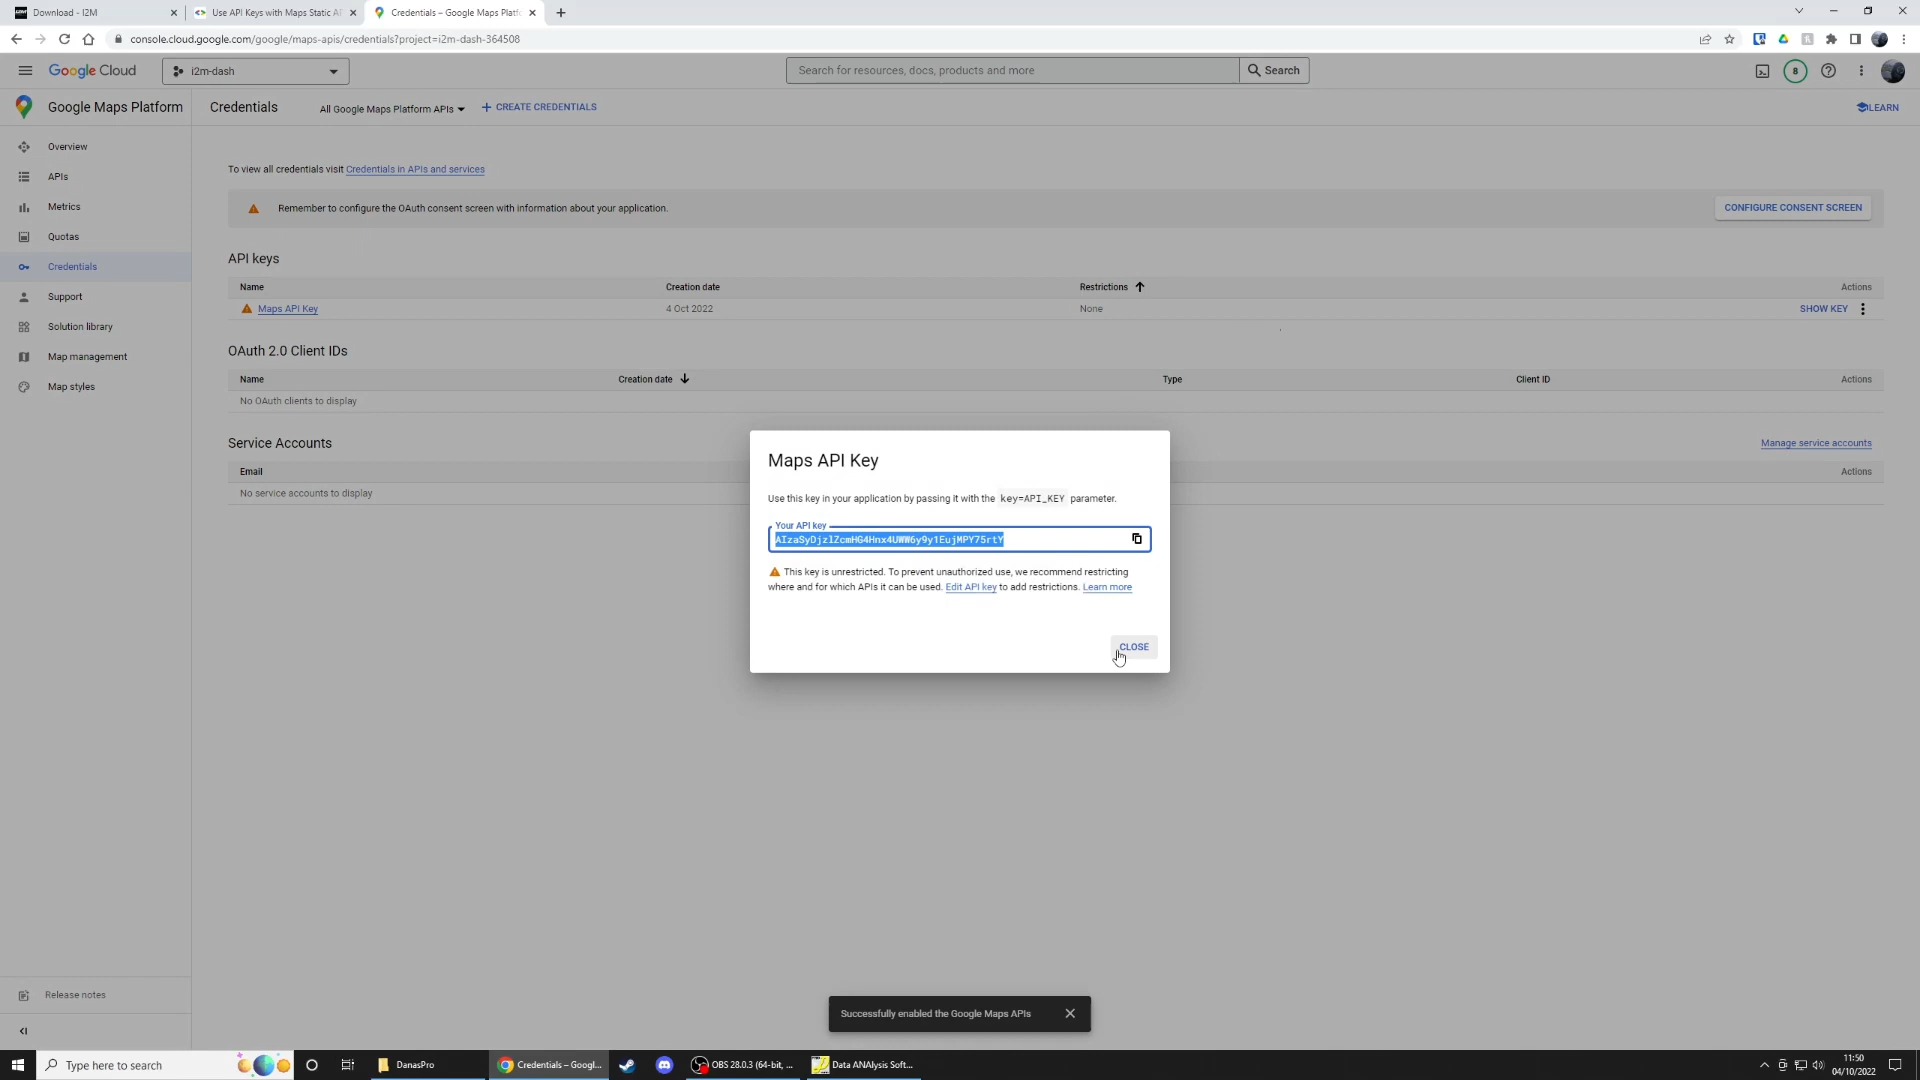 Download - I2M
Use API Keys with Maps Static AP
Credentials – Google Maps Platfo
console.cloud.google.com/google/maps-apis/credentials?project=i2m-dash-364508
Google Cloud
i2m-dash
Search for resources, docs, products and more
Search
8
Google Maps Platform
Credentials
All Google Maps Platform APIs
CREATE CREDENTIALS
LEARN
Overview
APIs
Metrics
Quotas
Credentials
Support
Solution library
Map management
Map styles
Release notes
To view all credentials visit Credentials in APIs and services
Remember to configure the OAuth consent screen with information about your application.
CONFIGURE CONSENT SCREEN
API keys
Name Creation date Restrictions Actions
Maps API Key 4 Oct 2022 None SHOW KEY
OAuth 2.0 Client IDs
Name Creation date Type Client ID Actions
No OAuth clients to display
Service Accounts
Manage service accounts
Email Actions
No service accounts to display
Maps API Key
Use this key in your application by passing it with the key=API_KEY parameter.
Your API key
AIzaSyDjzlZcmHG4Hnx4UWW6y9y1EujMPY75rtY
This key is unrestricted. To prevent unauthorized use, we recommend restricting
where and for which APIs it can be used. Edit API key to add restrictions. Learn more
CLOSE
Successfully enabled the Google Maps APIs
Type here to search
DanasPro
Credentials – Googl...
OBS 28.0.3 (64-bit, ...
Data ANAlysis Soft...
11:50
04/10/2022